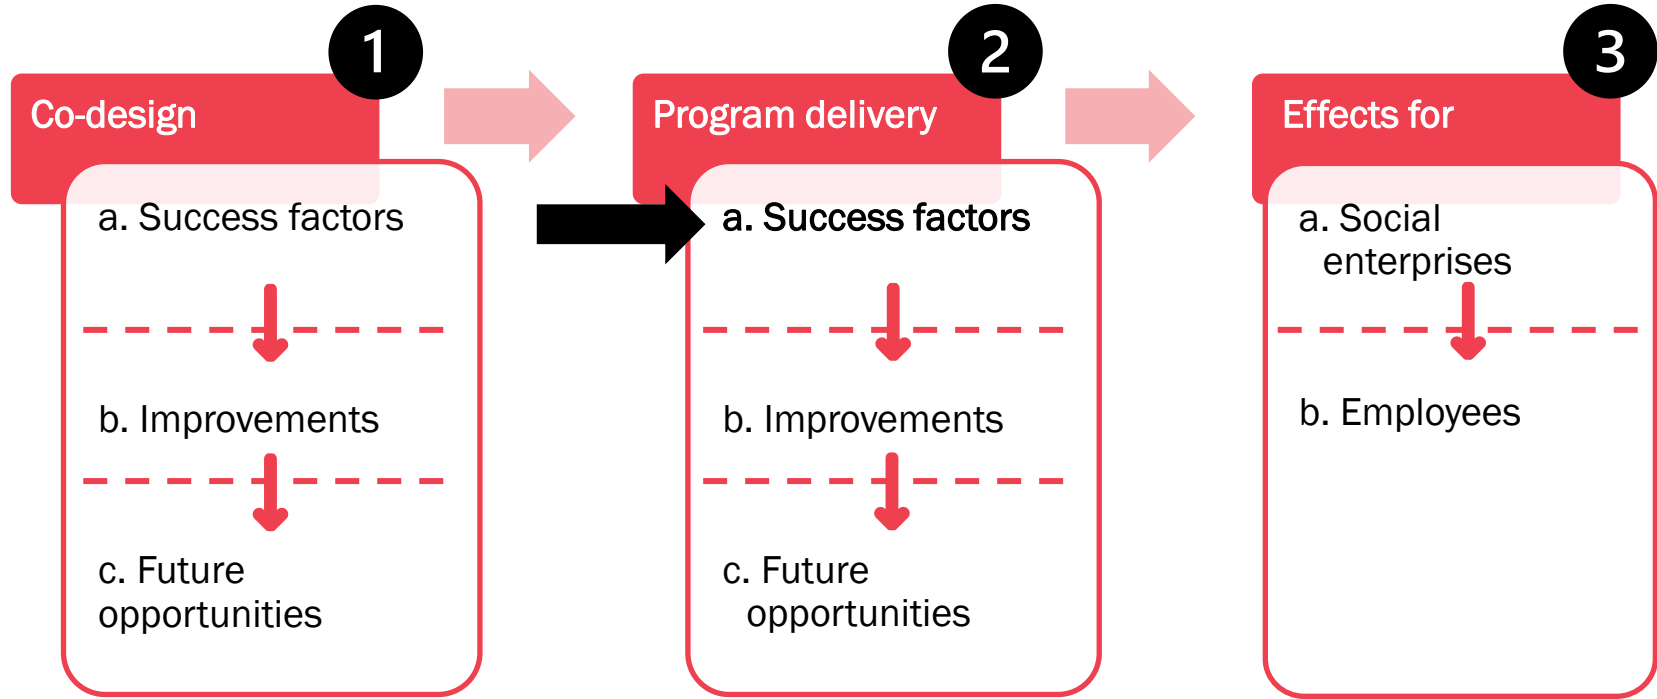 1
Co-design
a. Success factors
b. Improvements
c. Future
opportunities
2
Program delivery
a. Success factors
b. Improvements
c. Future
opportunities
3
Effects for
a. Social
enterprises
b. Employees